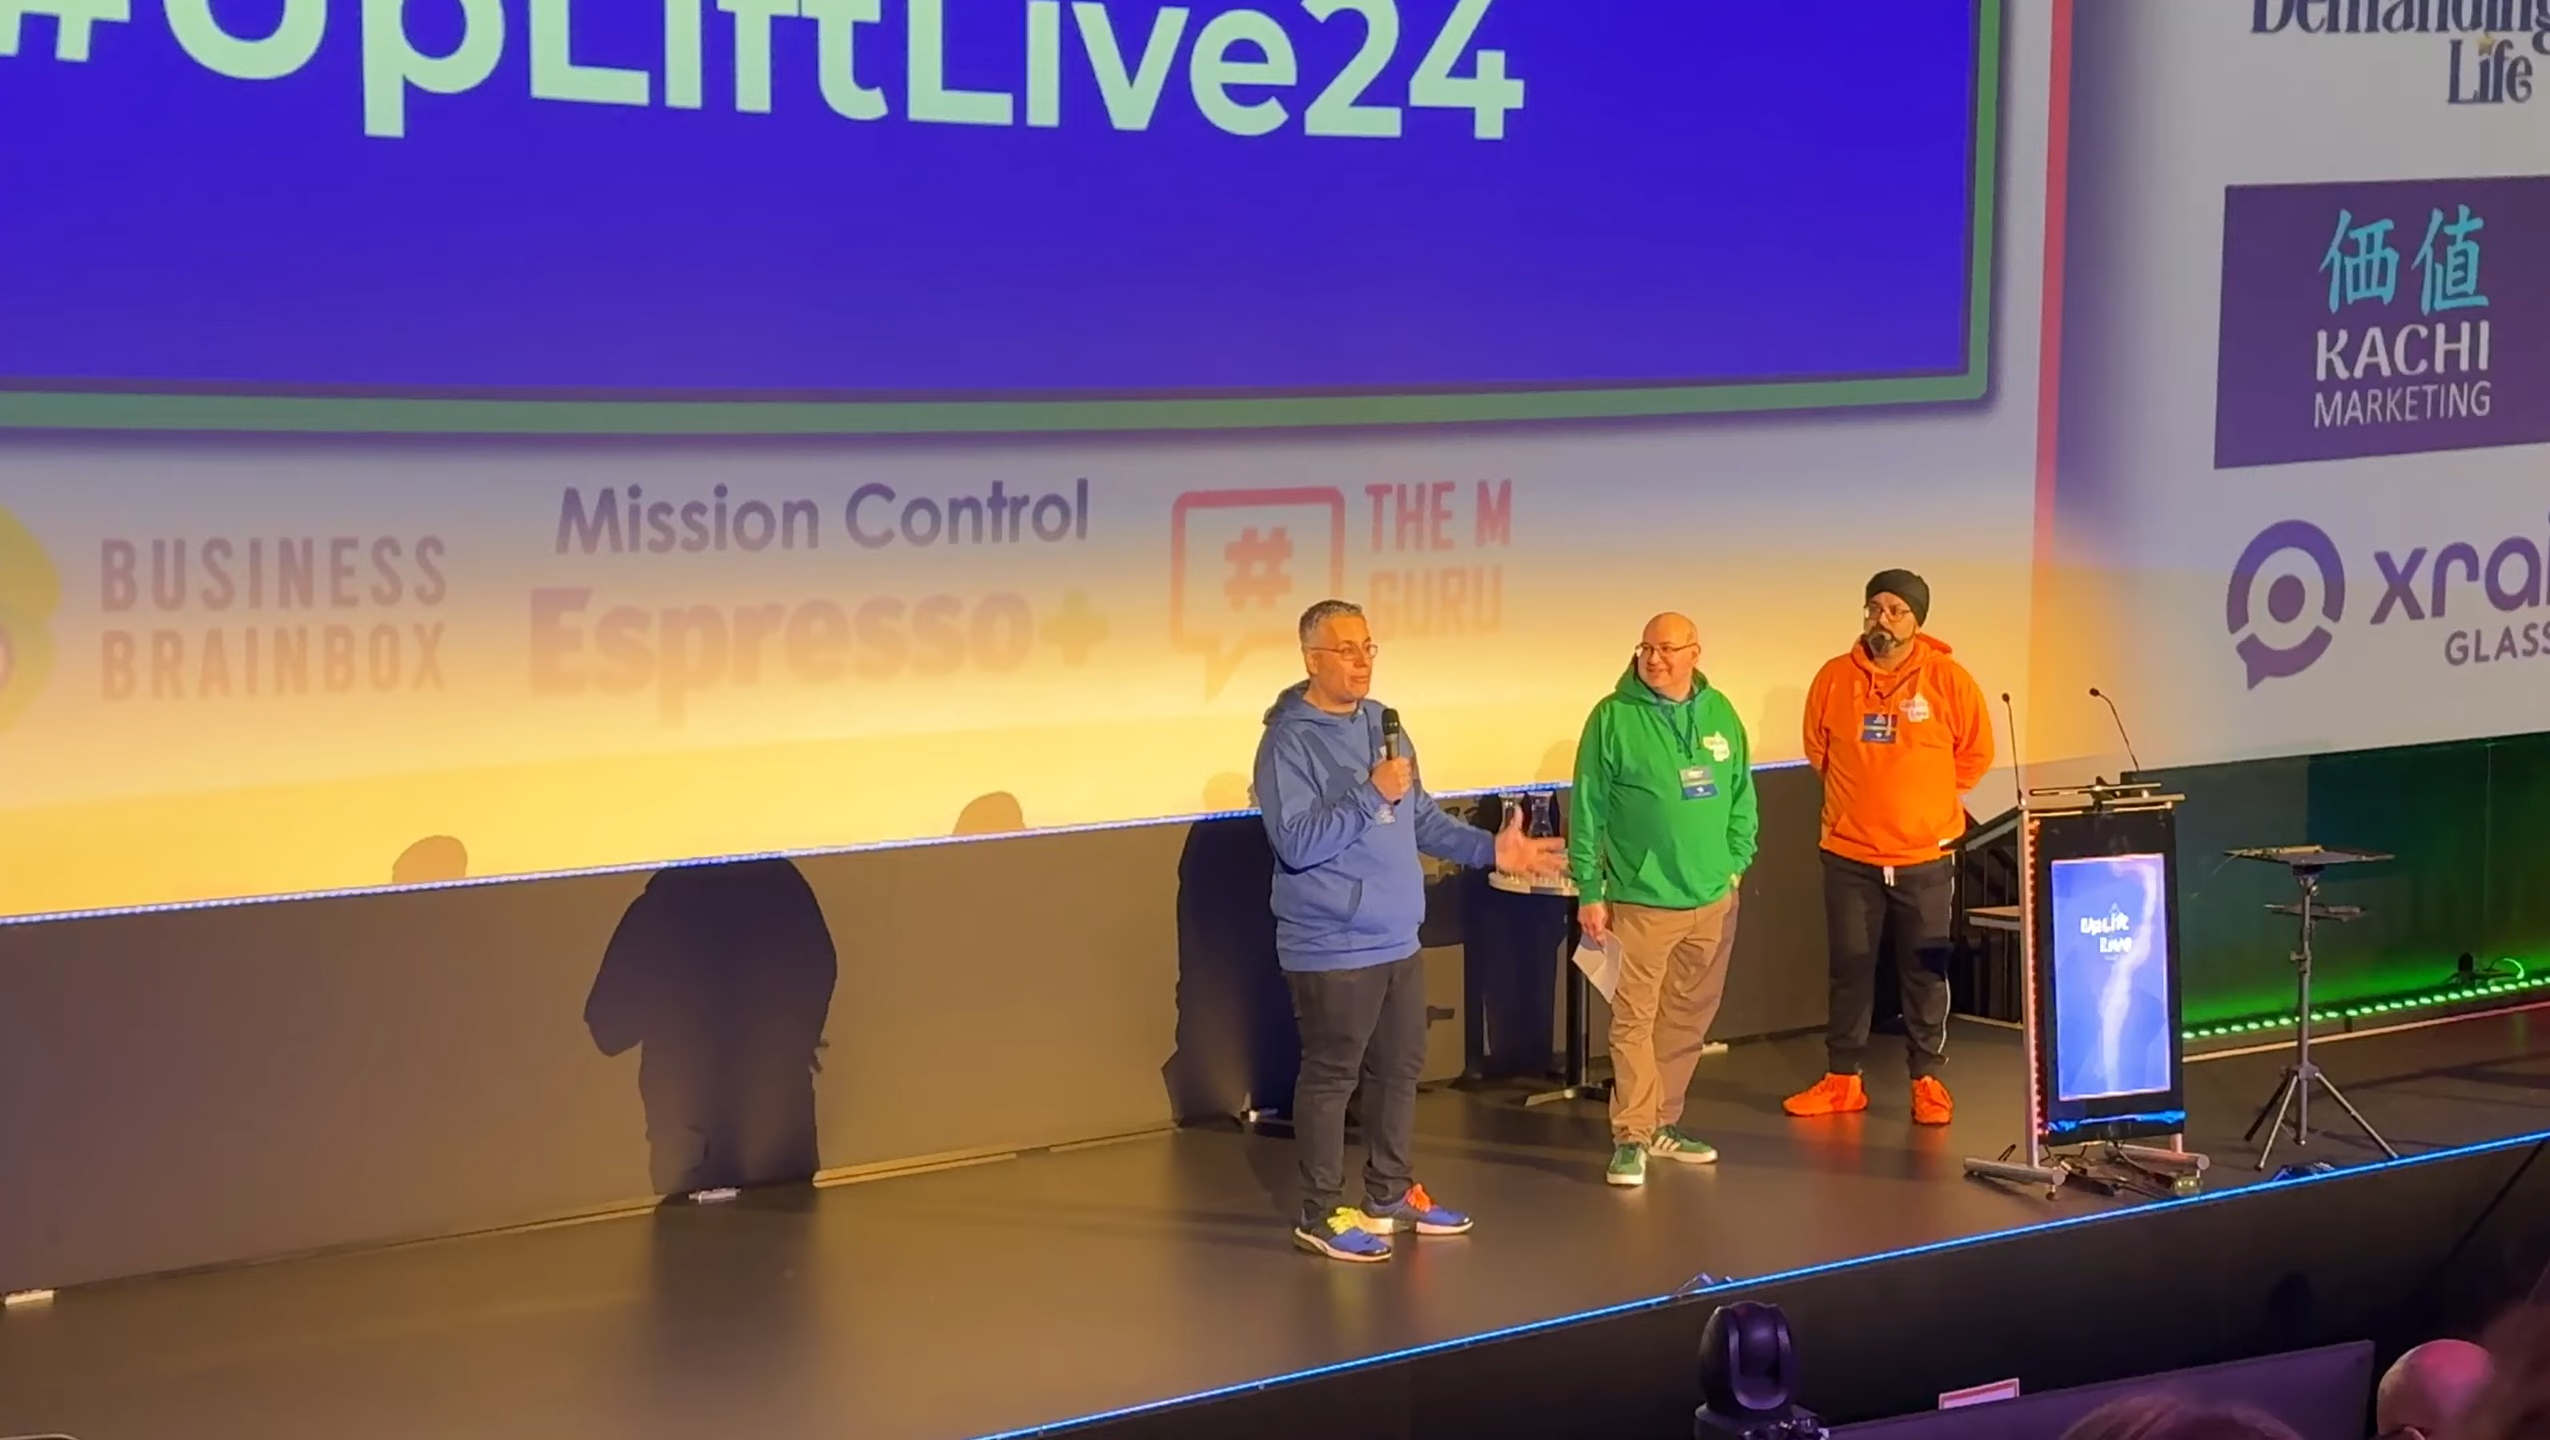 #UpLiftLive24
Demanding
Life
価値
KACHI
MARKETING
BUSINESS
BRAINBOX
Mission Control
Espresso+
#
THE M
GURU
xrai
GLASS
UpLift
Live